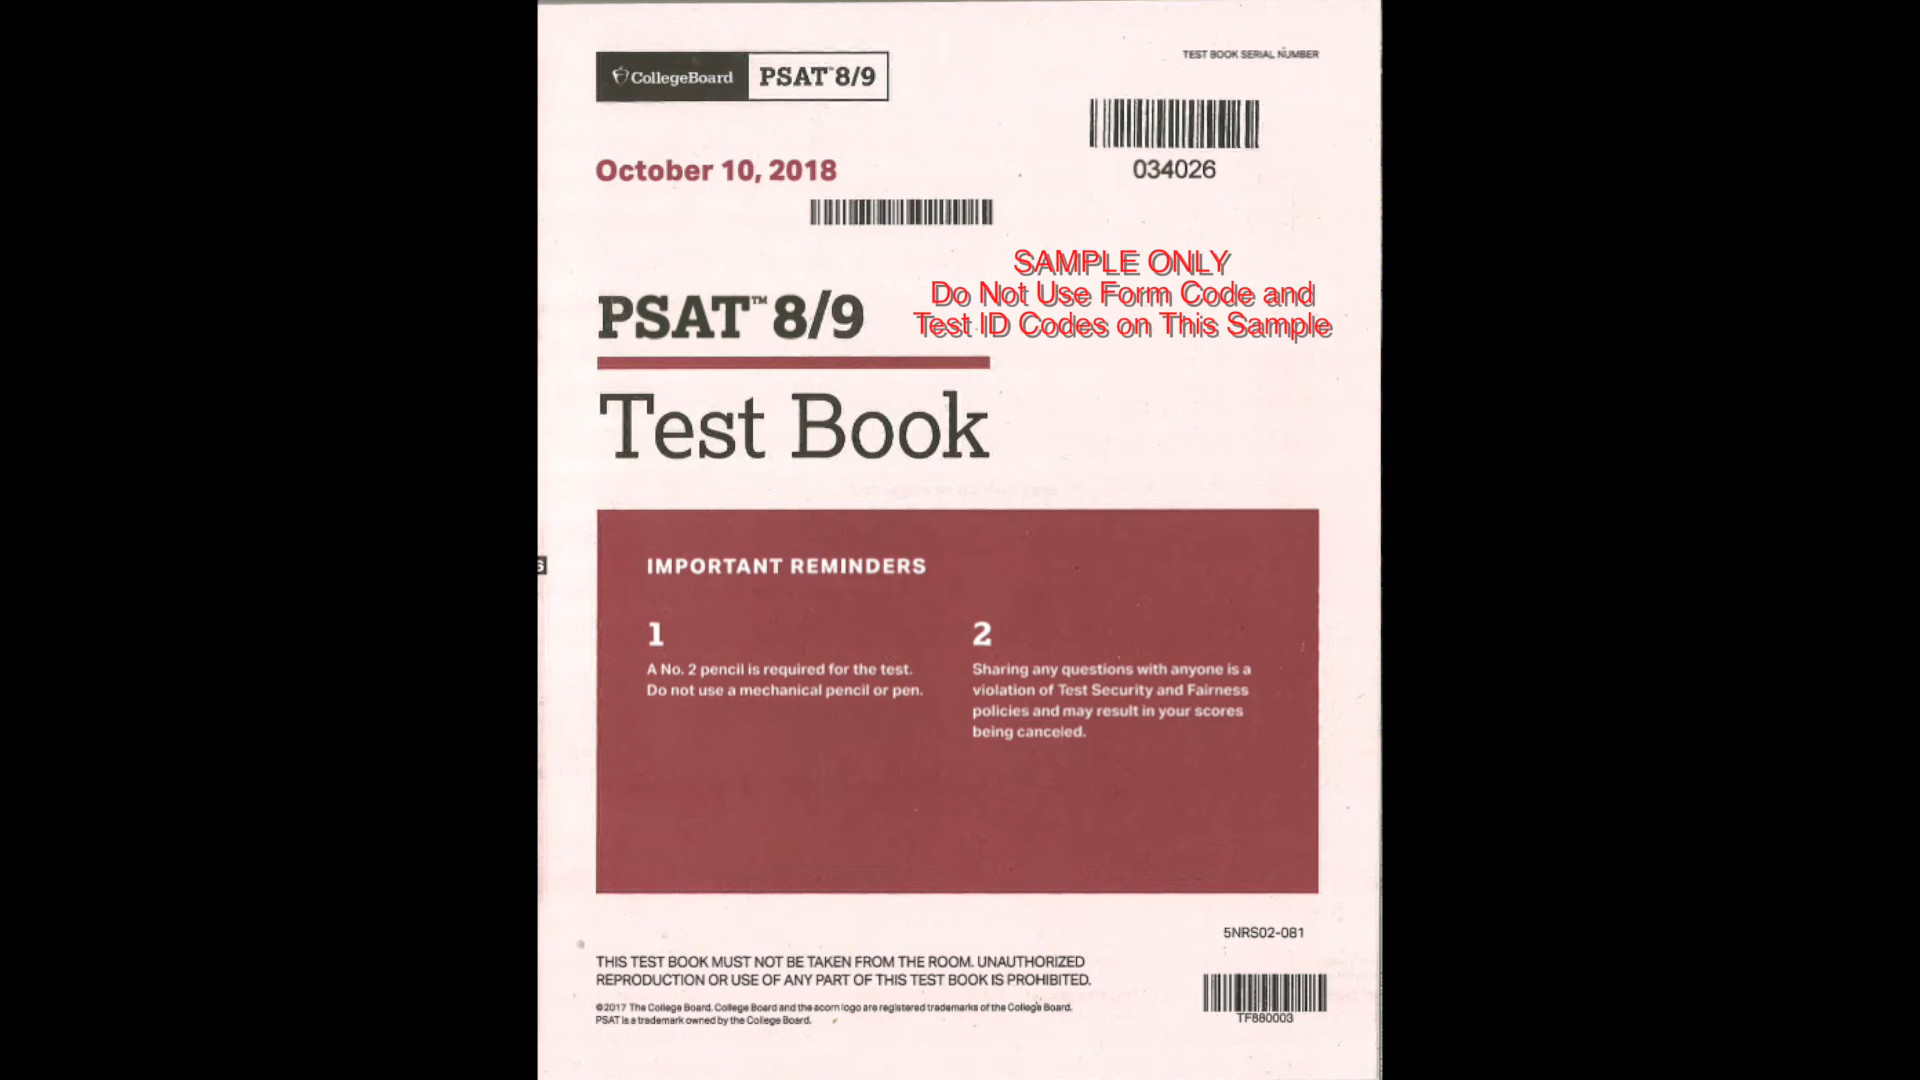 CollegeBoard PSAT™ 8/9
TEST BOOK SERIAL NUMBER
034026
October 10, 2018
SAMPLE ONLY
Do Not Use Form Code and
Test ID Codes on This Sample
PSAT™ 8/9
Test Book
IMPORTANT REMINDERS
1
A No. 2 pencil is required for the test.
Do not use a mechanical pencil or pen.
2
Sharing any questions with anyone is a
violation of Test Security and Fairness
policies and may result in your scores
being canceled.
5NRS02-081
THIS TEST BOOK MUST NOT BE TAKEN FROM THE ROOM. UNAUTHORIZED
REPRODUCTION OR USE OF ANY PART OF THIS TEST BOOK IS PROHIBITED.
©2017 The College Board. College Board and the acorn logo are registered trademarks of the College Board.
PSAT is a trademark owned by the College Board.
TF880003